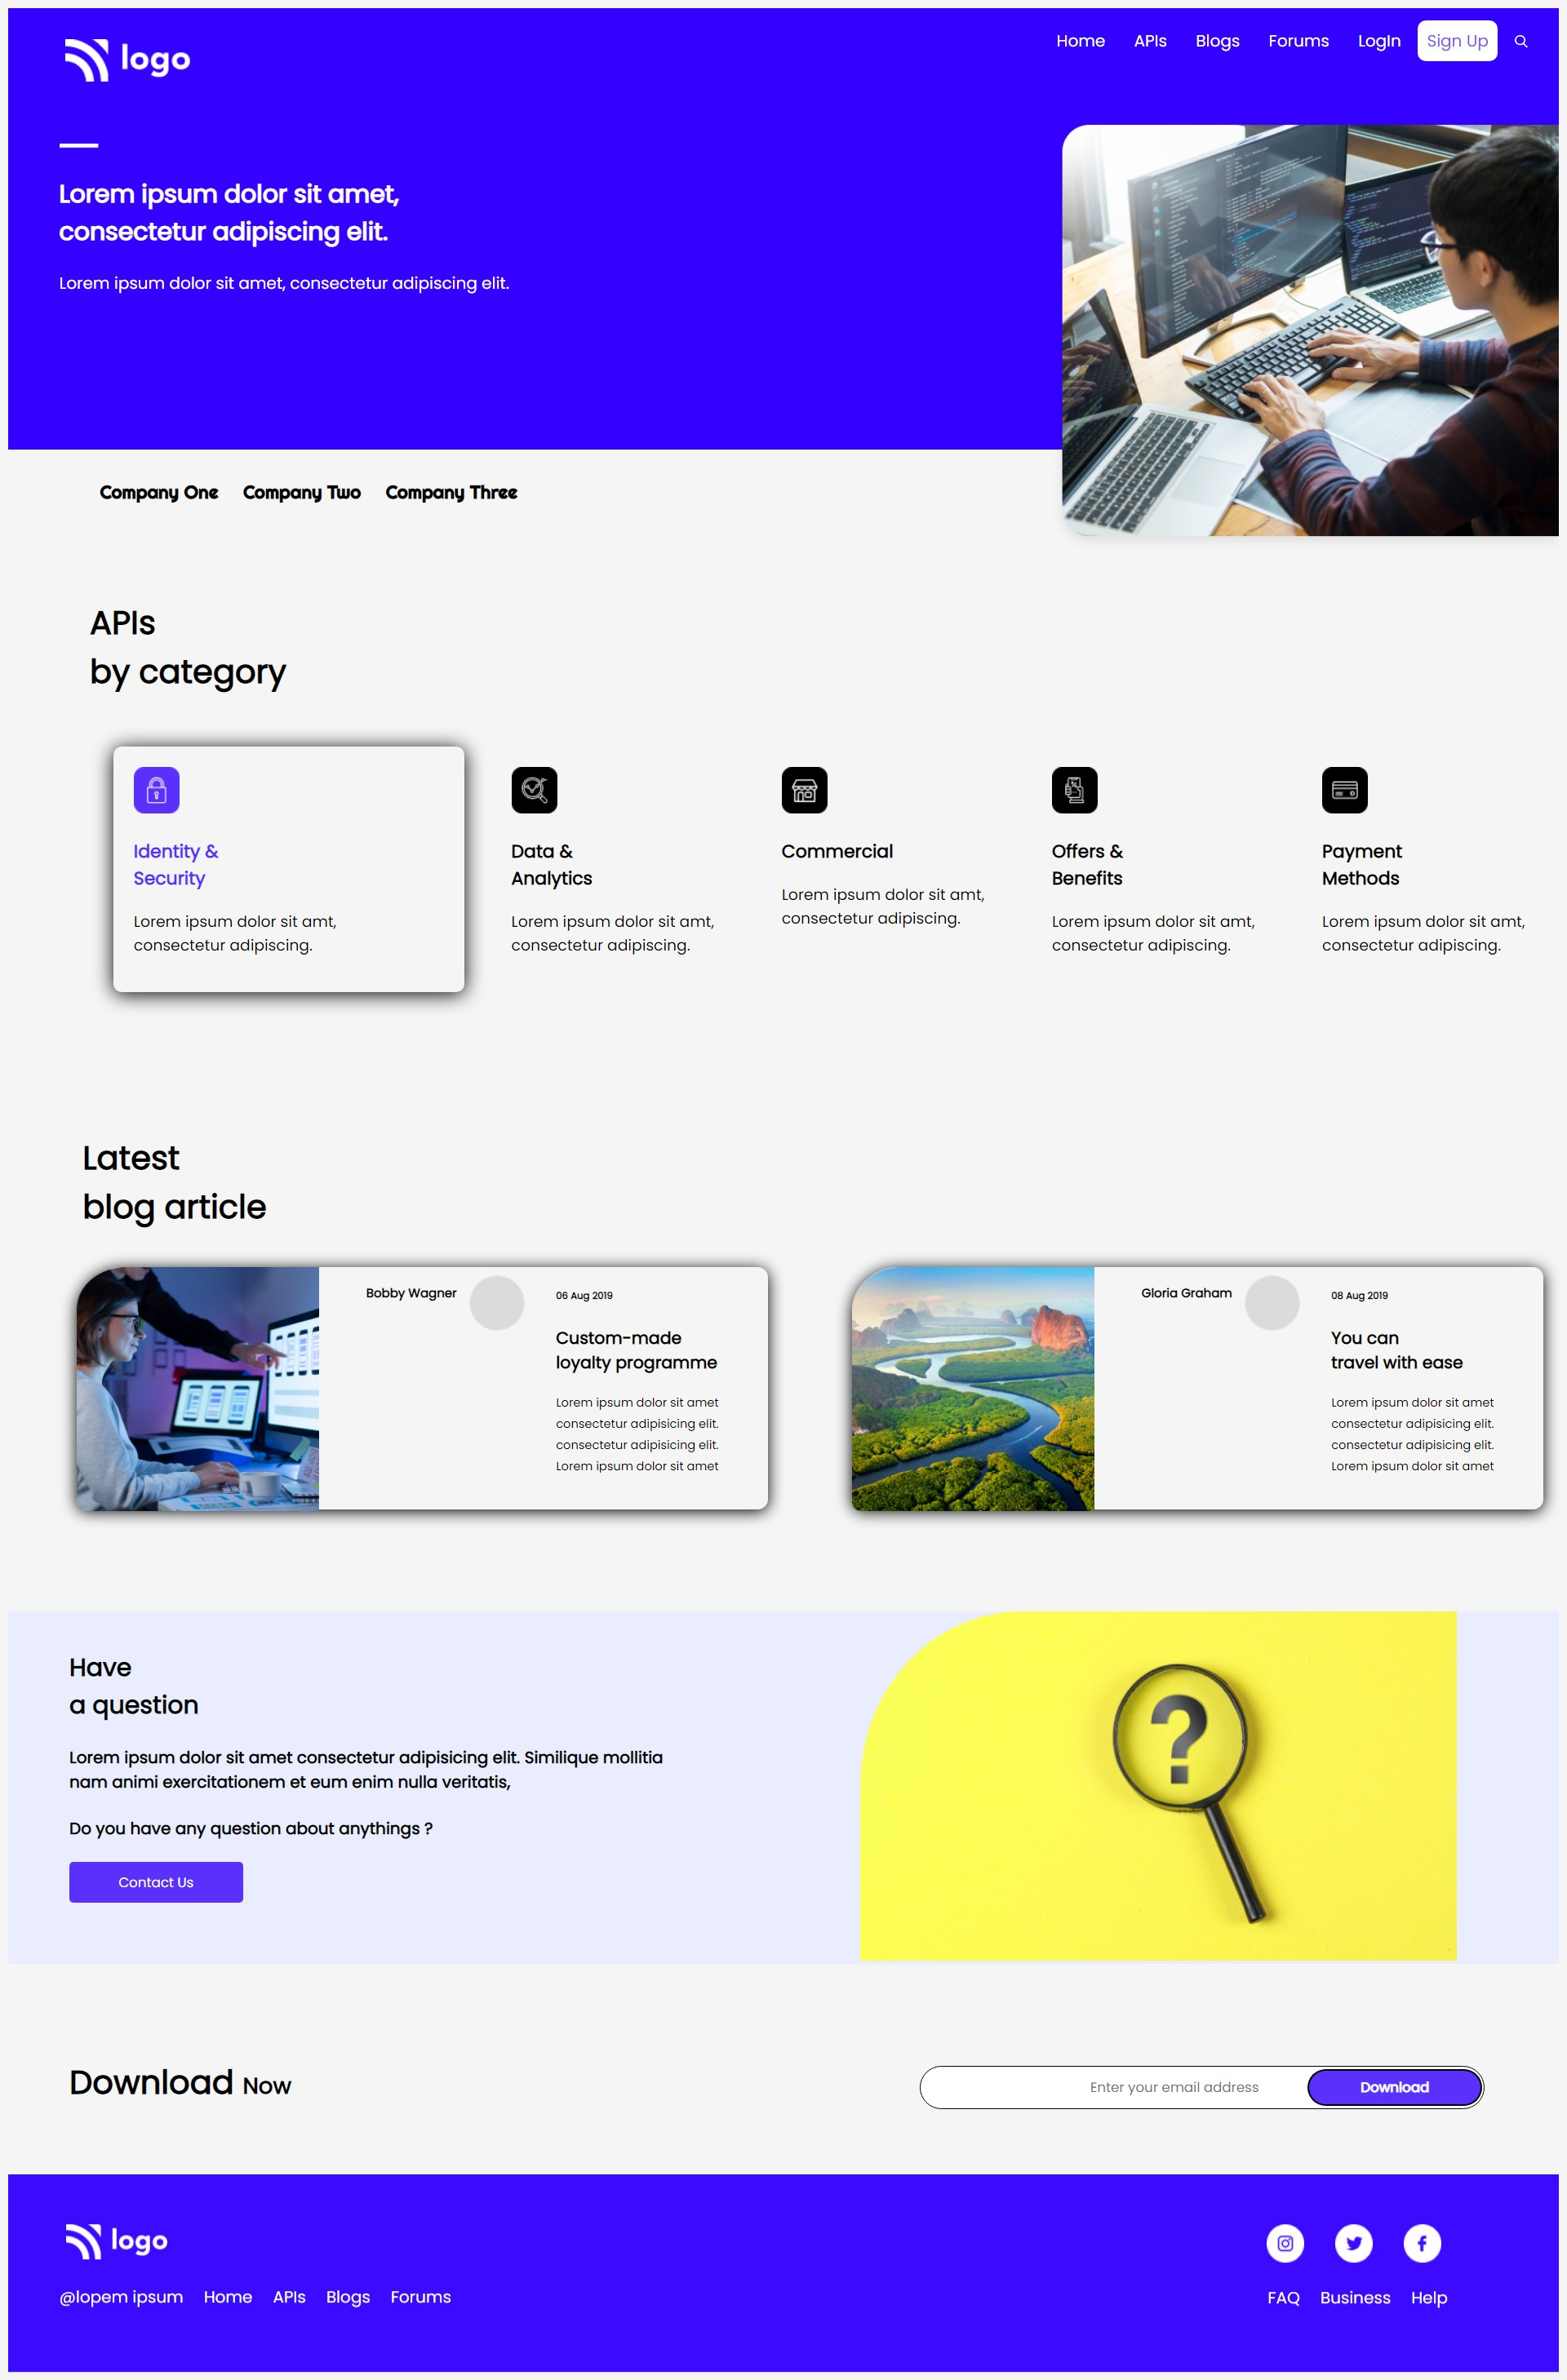 logo
Home APIs Blogs Forums LogIn Sign Up
Lorem ipsum dolor sit amet,
consectetur adipiscing elit.
Lorem ipsum dolor sit amet, consectetur adipiscing elit.
Company One Company Two Company Three
APIs
by category
Identity &
Security
Lorem ipsum dolor sit amt,
consectetur adipiscing.
Data &
Analytics
Lorem ipsum dolor sit amt,
consectetur adipiscing.
Commercial
Lorem ipsum dolor sit amt,
consectetur adipiscing.
Offers &
Benefits
Lorem ipsum dolor sit amt,
consectetur adipiscing.
Payment
Methods
Lorem ipsum dolor sit amt,
consectetur adipiscing.
Latest
blog article
Bobby Wagner
06 Aug 2019
Custom-made
loyalty programme
Lorem ipsum dolor sit amet
consectetur adipisicing elit.
consectetur adipisicing elit.
Lorem ipsum dolor sit amet
Gloria Graham
08 Aug 2019
You can
travel with ease
Lorem ipsum dolor sit amet
consectetur adipisicing elit.
consectetur adipisicing elit.
Lorem ipsum dolor sit amet
Have
a question
Lorem ipsum dolor sit amet consectetur adipisicing elit. Similique mollitia
nam animi exercitationem et eum enim nulla veritatis,
Do you have any question about anythings ?
Contact Us
?
Download Now
Enter your email address
Download
logo
@lopem ipsum Home APIs Blogs Forums
FAQ Business Help